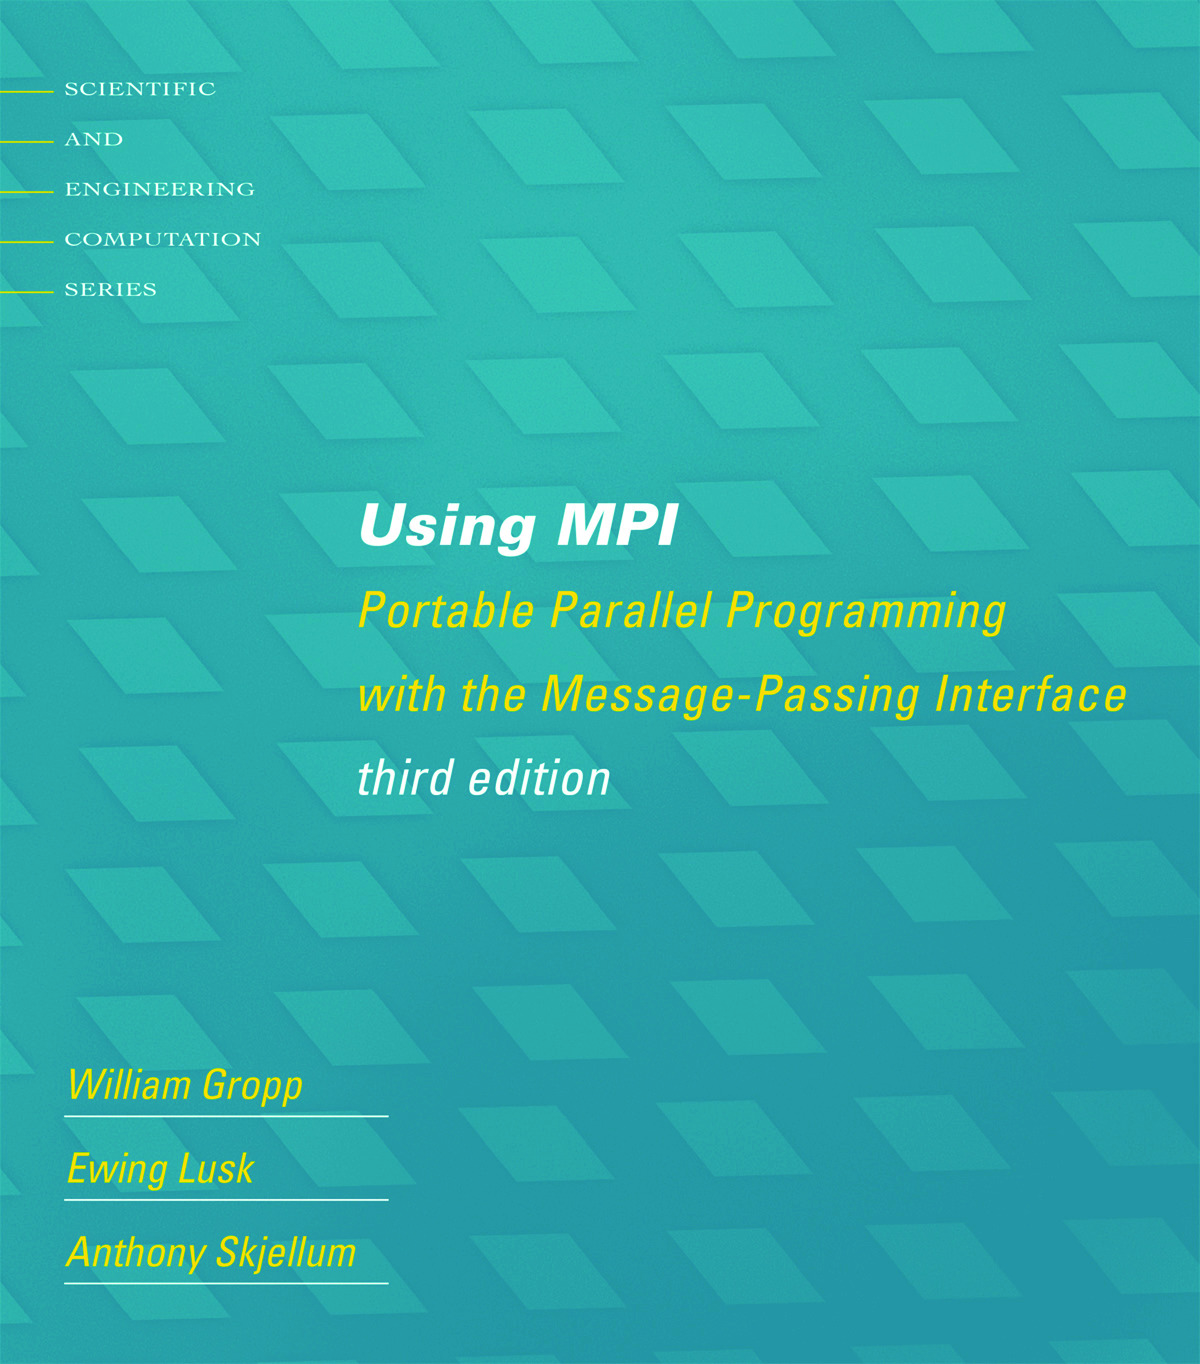 SCIENTIFIC
AND
ENGINEERING
COMPUTATION
SERIES
Using MPI
Portable Parallel Programming
with the Message-Passing Interface
third edition
William Gropp
Ewing Lusk
Anthony Skjellum